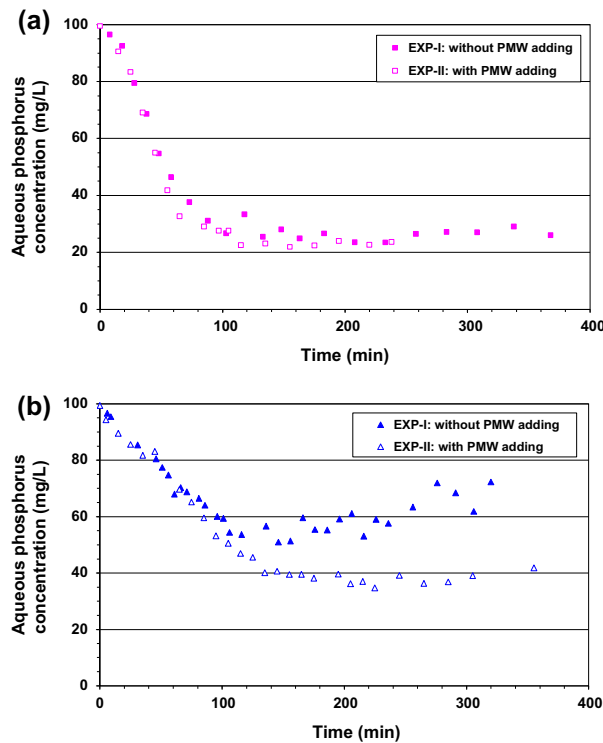 (a)
EXP-I: without PMW adding
EXP-II: with PMW adding
Aqueous phosphorus
concentration (mg/L)
100
80
60
40
20
0
0 100 200 300 400
Time (min)
(b)
EXP-I: without PMW adding
EXP-II: with PMW adding
Aqueous phosphorus
concentration (mg/L)
100
80
60
40
20
0
0 100 200 300 400
Time (min)